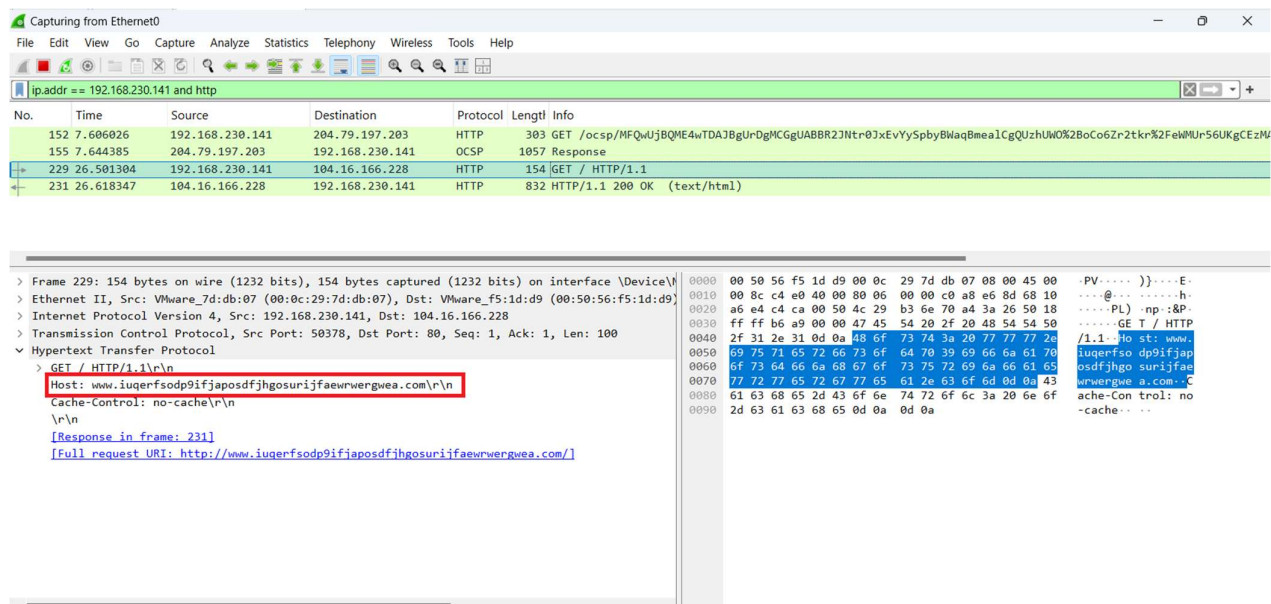 Capturing from Ethernet0
File Edit View Go Capture Analyze Statistics Telephony Wireless Tools Help
ip.addr == 192.168.230.141 and http
No. Time Source Destination Protocol Length Info
152 7.606026 192.168.230.141 204.79.197.203 HTTP 303 GET /ocsp/MFQwUjBQME4wTDAJBgUrDgMCGgUABBR2JNtr0JxEvYySpbyBWaqBmealCgQUzhUWO%2BoCo6Zr2tkr%2FeWMUr56UKgCEzMA
155 7.644385 204.79.197.203 192.168.230.141 OCSP 1057 Response
229 26.501304 192.168.230.141 104.16.166.228 HTTP 154 GET / HTTP/1.1
231 26.618347 104.16.166.228 192.168.230.141 HTTP 832 HTTP/1.1 200 OK (text/html)
> Frame 229: 154 bytes on wire (1232 bits), 154 bytes captured (1232 bits) on interface \Device\N
> Ethernet II, Src: VMware_7d:db:07 (00:0c:29:7d:db:07), Dst: VMware_f5:1d:d9 (00:50:56:f5:1d:d9)
> Internet Protocol Version 4, Src: 192.168.230.141, Dst: 104.16.166.228
> Transmission Control Protocol, Src Port: 50378, Dst Port: 80, Seq: 1, Ack: 1, Len: 100
Hypertext Transfer Protocol
> GET / HTTP/1.1\r\n
Host: www.iuqerfsodp9ifjaposdfjhgosurijfaewrwergwea.com\r\n
Cache-Control: no-cache\r\n
\r\n
[Response in frame: 231]
[Full request URI: http://www.iuqerfsodp9ifjaposdfjhgosurijfaewrwergwea.com/]
0000 00 50 56 f5 1d d9 00 0c 29 7d db 07 08 00 45 00 ·PV····· )}····E·
0010 00 8c c4 e0 40 00 80 06 00 00 c0 a8 e6 8d 68 10 ····@··· ······h·
0020 a6 e4 c4 ca 00 50 4c 29 b3 6e 70 a4 3a 26 50 18 ·····PL) ·np·:&P·
0030 ff ff b6 a9 00 00 47 45 54 20 2f 20 48 54 54 50 ······GE T / HTTP
0040 2f 31 2e 31 0d 0a 48 6f 73 74 3a 20 77 77 77 2e /1.1··Ho st: www.
0050 69 75 71 65 72 66 73 6f 64 70 39 69 66 6a 61 70 iuqerfso dp9ifjap
0060 6f 73 64 66 6a 68 67 6f 73 75 72 69 6a 66 61 65 osdfjhgo surijfae
0070 77 72 77 65 72 67 77 65 61 2e 63 6f 6d 0d 0a 43 wrwergwe a.com··C
0080 61 63 68 65 2d 43 6f 6e 74 72 6f 6c 3a 20 6e 6f ache-Con trol: no
0090 2d 63 61 63 68 65 0d 0a 0d 0a -cache·· ··